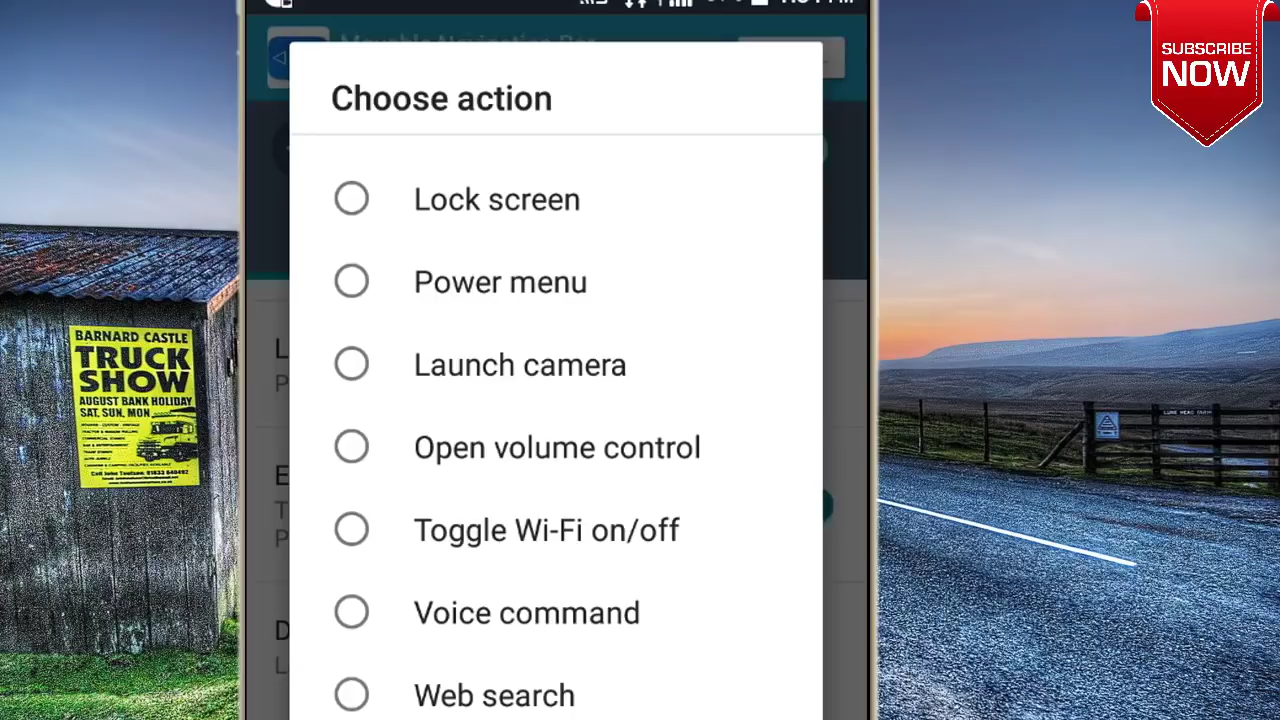 SUBSCRIBE
NOW
Choose action
Lock screen
Power menu
Launch camera
Open volume control
Toggle Wi-Fi on/off
Voice command
Web search
BARNARD CASTLE
TRUCK
SHOW
AUGUST BANK HOLIDAY
SAT. SUN. MON